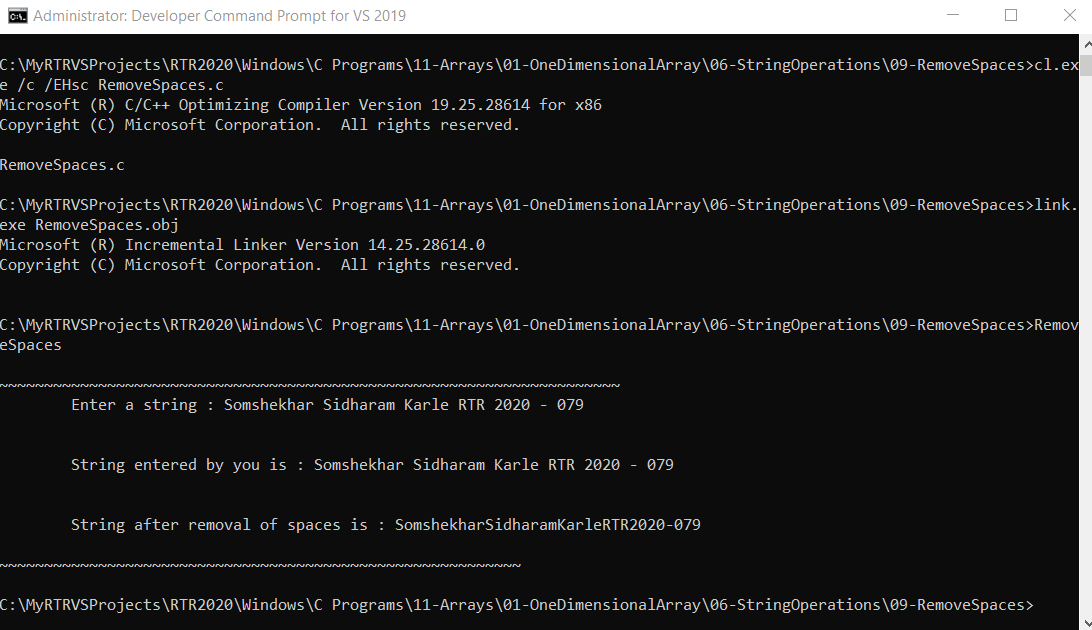 Administrator: Developer Command Prompt for VS 2019
C:\MyRTRVSProjects\RTR2020\Windows\C Programs\11-Arrays\01-OneDimensionalArray\06-StringOperations\09-RemoveSpaces>cl.ex
e /c /EHsc RemoveSpaces.c
Microsoft (R) C/C++ Optimizing Compiler Version 19.25.28614 for x86
Copyright (C) Microsoft Corporation.  All rights reserved.
RemoveSpaces.c
C:\MyRTRVSProjects\RTR2020\Windows\C Programs\11-Arrays\01-OneDimensionalArray\06-StringOperations\09-RemoveSpaces>link.
exe RemoveSpaces.obj
Microsoft (R) Incremental Linker Version 14.25.28614.0
Copyright (C) Microsoft Corporation.  All rights reserved.
C:\MyRTRVSProjects\RTR2020\Windows\C Programs\11-Arrays\01-OneDimensionalArray\06-StringOperations\09-RemoveSpaces>Remov
eSpaces
~~~~~~~~~~~~~~~~~~~~~~~~~~~~~~~~~~~~~~~~~~~~~~~~~~~~~~~~~~~~~~~~~~~~~
Enter a string : Somshekhar Sidharam Karle RTR 2020 - 079
String entered by you is : Somshekhar Sidharam Karle RTR 2020 - 079
String after removal of spaces is : SomshekharSidharamKarleRTR2020-079
~~~~~~~~~~~~~~~~~~~~~~~~~~~~~~~~~~~~~~~~~~~~~~~~~~~~~~~~~~
C:\MyRTRVSProjects\RTR2020\Windows\C Programs\11-Arrays\01-OneDimensionalArray\06-StringOperations\09-RemoveSpaces>